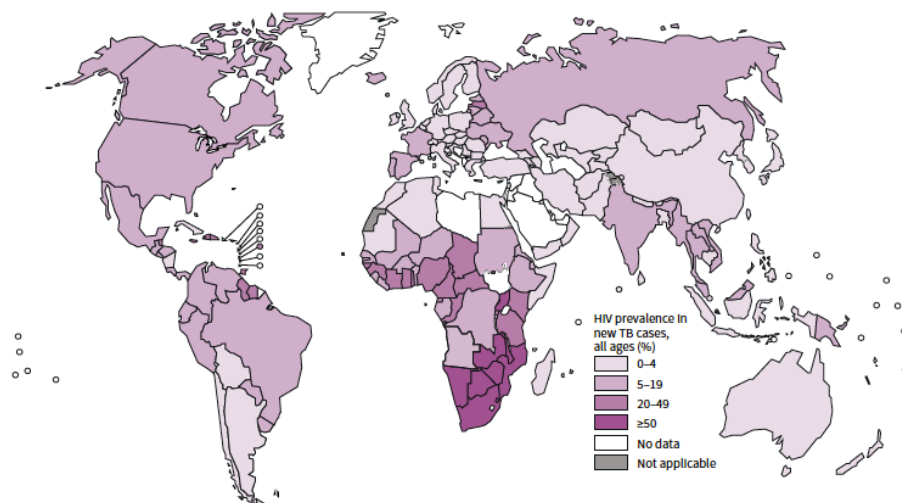 HIV prevalence in
new TB cases,
all ages (%)
0–4
5–19
20–49
≥50
No data
Not applicable